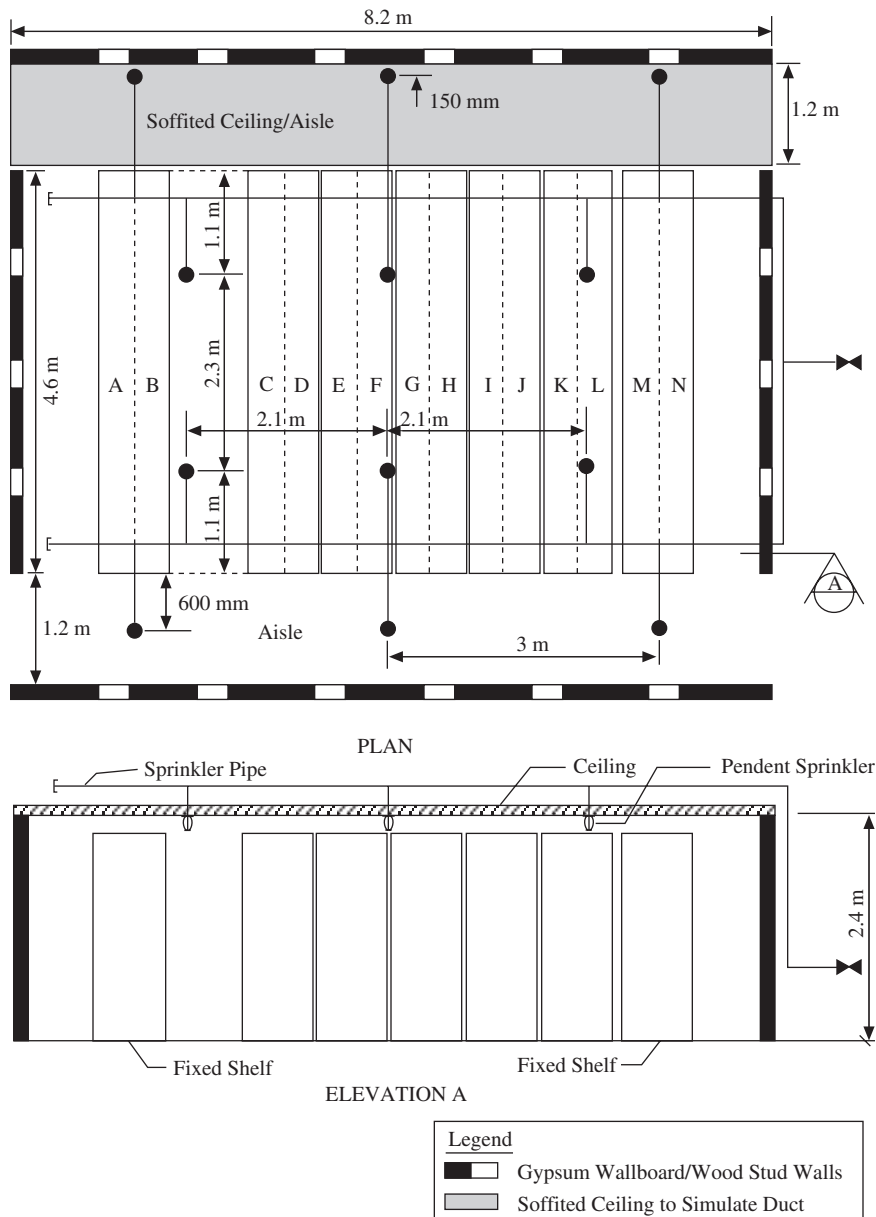 8.2 m
150 mm
1.2 m
Soffited Ceiling/Aisle
1.1 m
4.6 m
2.3 m
A B C D E F G H I J K L M N
2.1 m 2.1 m
1.1 m
600 mm
A
1.2 m
Aisle
3 m
PLAN
Sprinkler Pipe
Ceiling
Pendent Sprinkler
2.4 m
Fixed Shelf
Fixed Shelf
ELEVATION A
Legend
Gypsum Wallboard/Wood Stud Walls
Soffited Ceiling to Simulate Duct